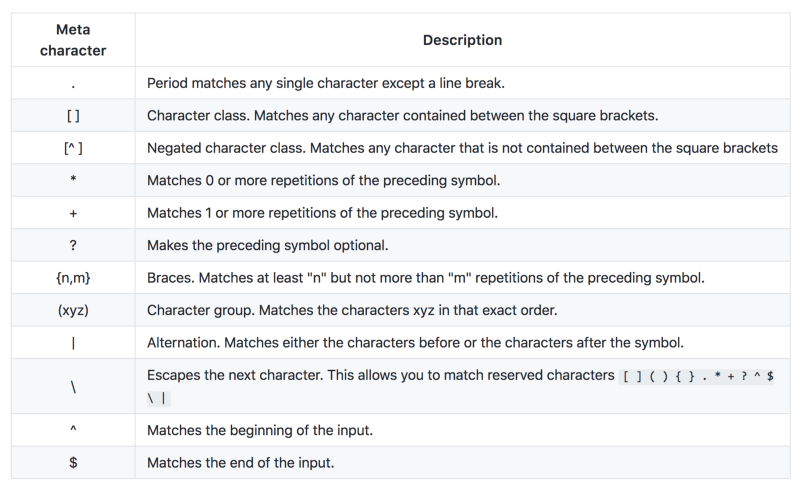 Meta
character
Description
. Period matches any single character except a line break.
[ ] Character class. Matches any character contained between the square brackets.
[^ ] Negated character class. Matches any character that is not contained between the square brackets
* Matches 0 or more repetitions of the preceding symbol.
+ Matches 1 or more repetitions of the preceding symbol.
? Makes the preceding symbol optional.
{n,m} Braces. Matches at least "n" but not more than "m" repetitions of the preceding symbol.
(xyz) Character group. Matches the characters xyz in that exact order.
| Alternation. Matches either the characters before or the characters after the symbol.
\ Escapes the next character. This allows you to match reserved characters [ ] ( ) { } . * + ? ^ $
\ |
^ Matches the beginning of the input.
$ Matches the end of the input.